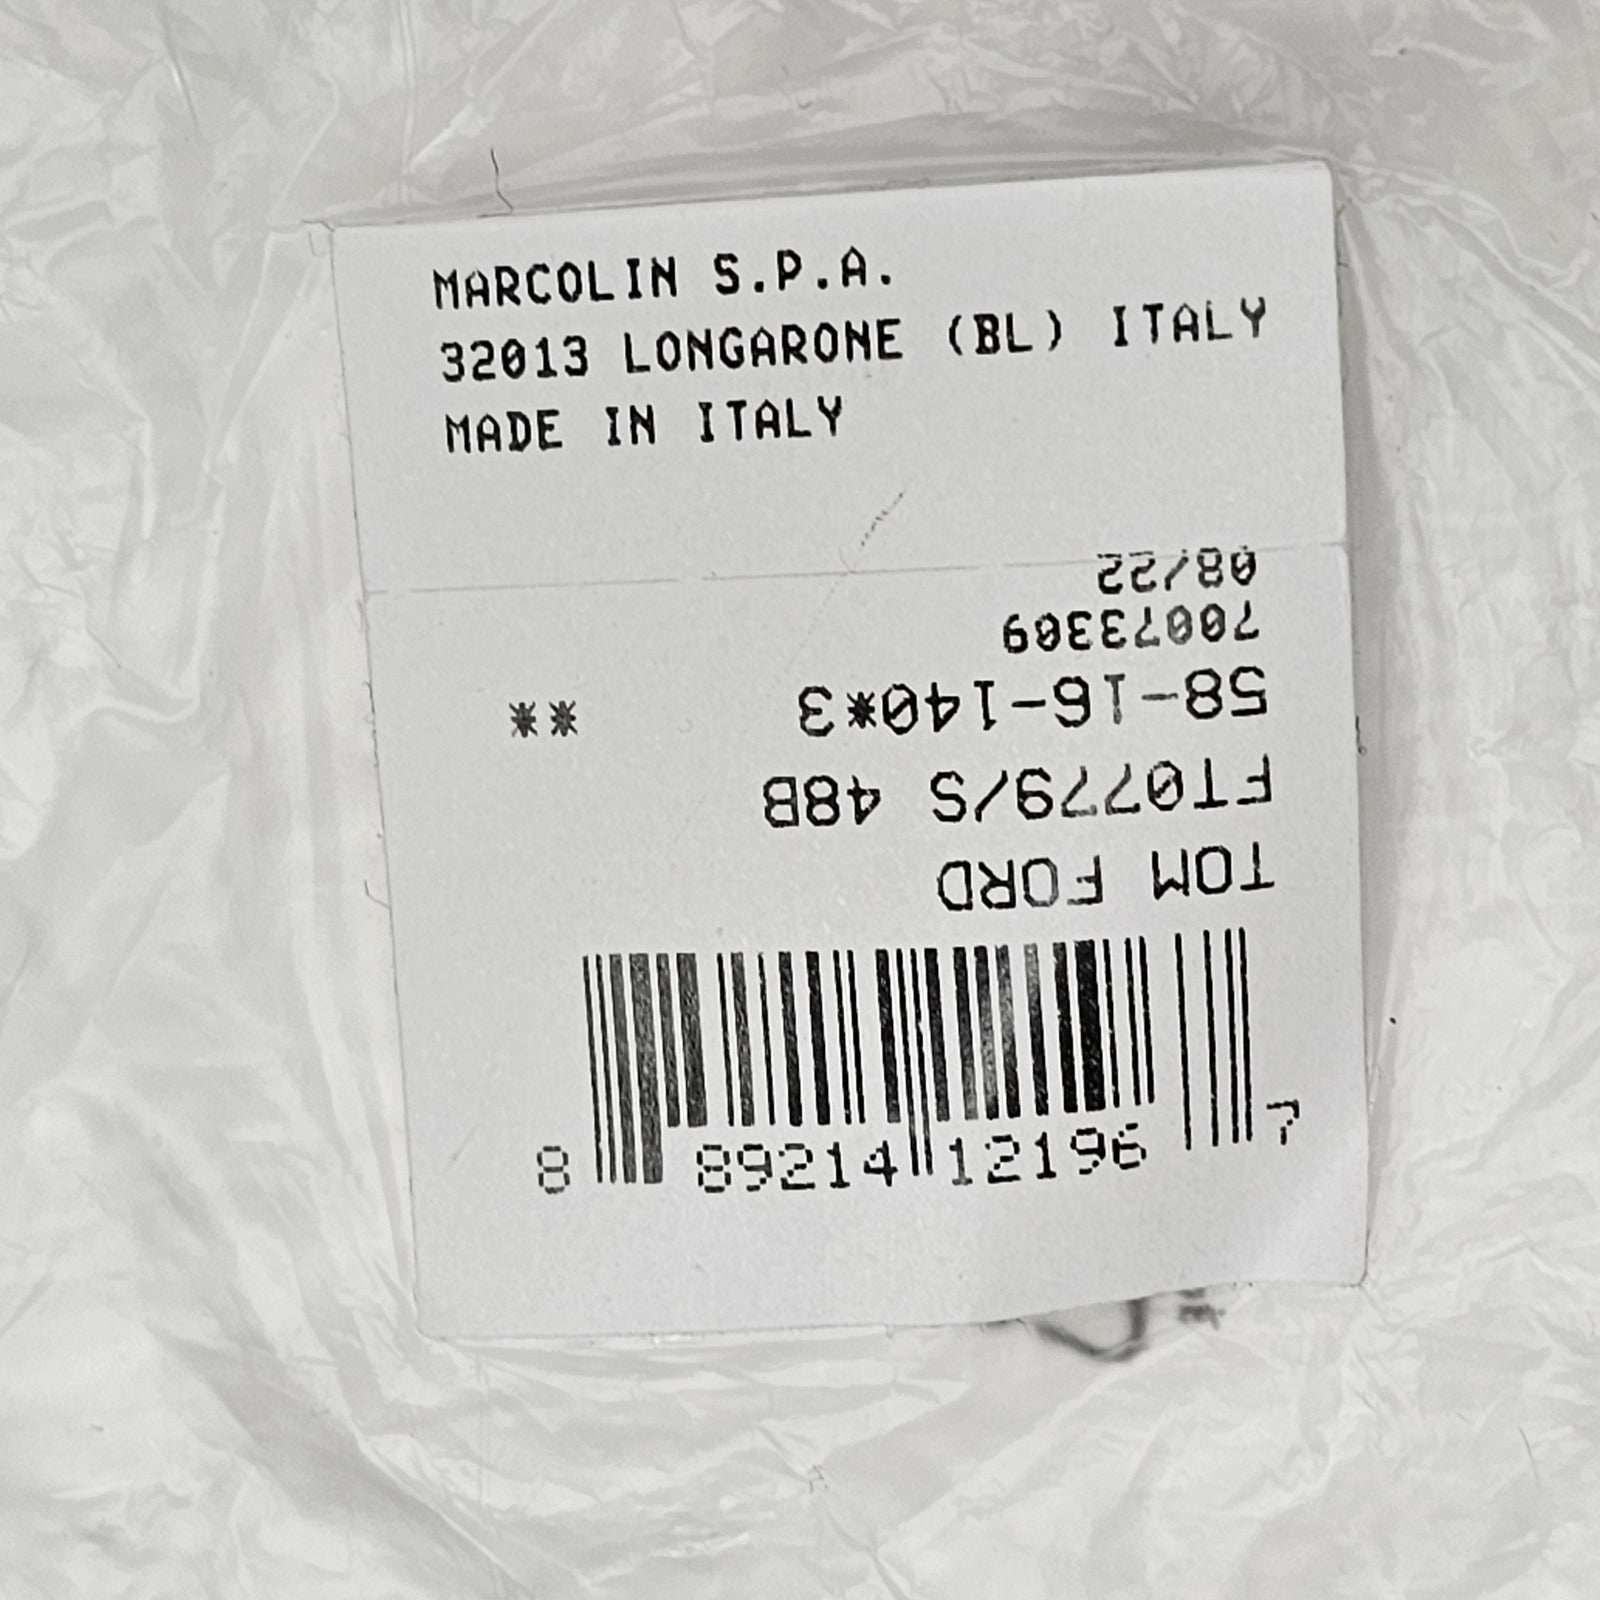 MARCOLIN S.P.A.
32013 LONGARONE (BL) ITALY
MADE IN ITALY
TOM FORD
FT0779/S 48B
58-16-140*3 **
70073309
08/22
8 89214 12196 7